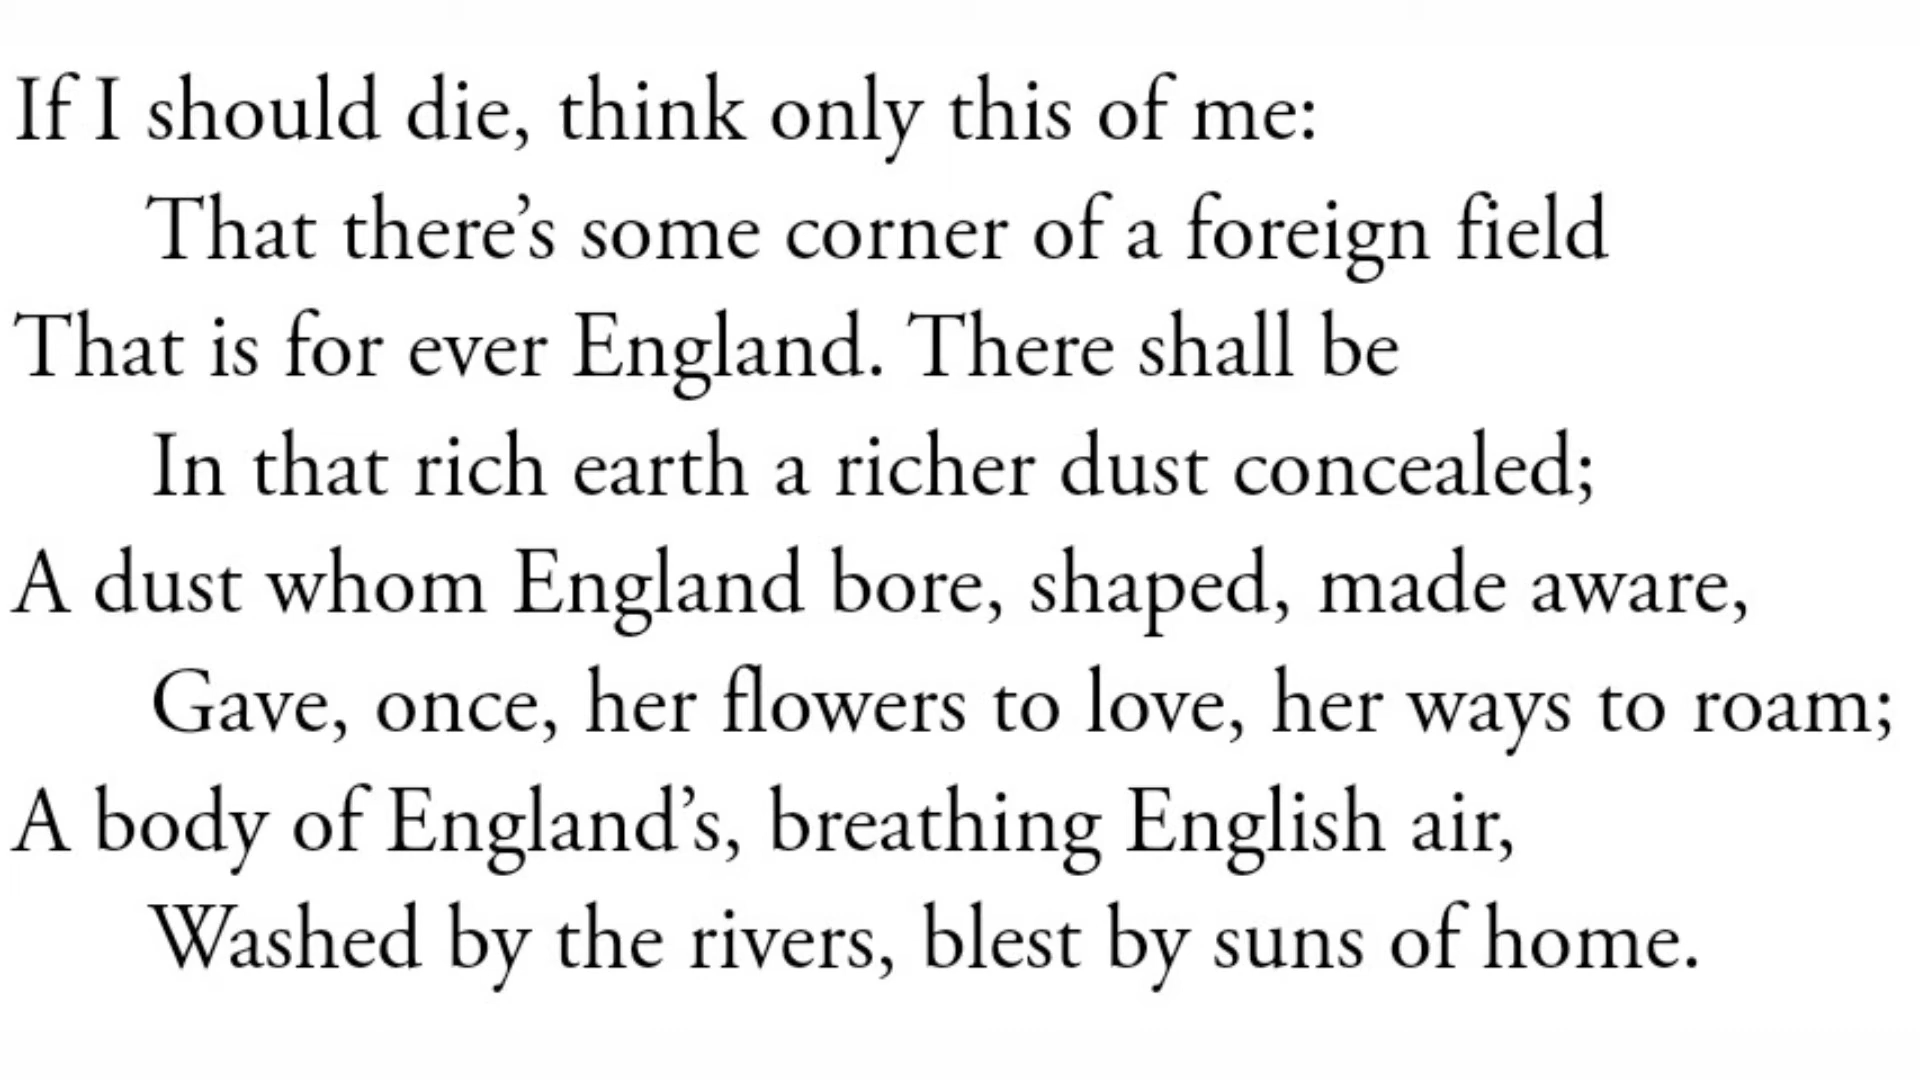 If I should die, think only this of me:
That there’s some corner of a foreign field
That is for ever England. There shall be
In that rich earth a richer dust concealed;
A dust whom England bore, shaped, made aware,
Gave, once, her flowers to love, her ways to roam;
A body of England’s, breathing English air,
Washed by the rivers, blest by suns of home.